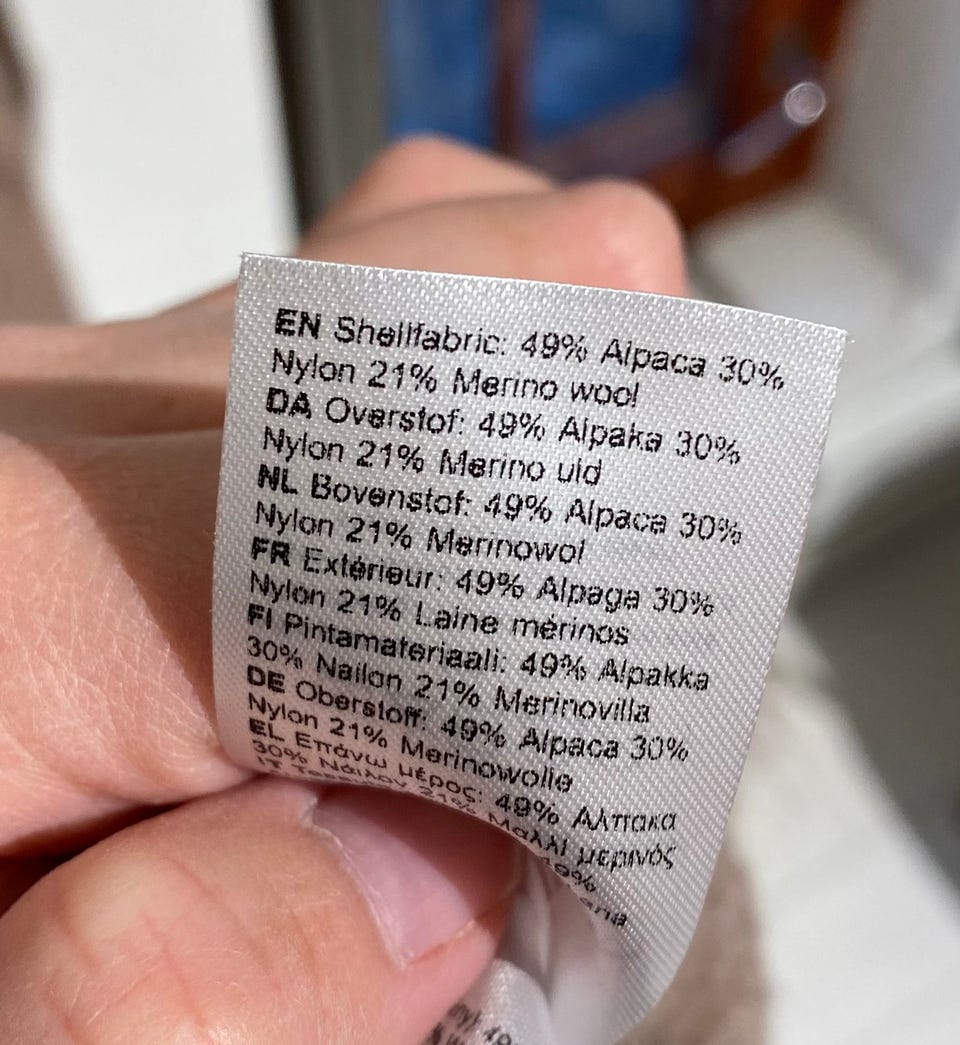 EN Shellfabric: 49% Alpaca 30%
Nylon 21% Merino wool
DA Overstof: 49% Alpaka 30%
Nylon 21% Merino uld
NL Bovenstof: 49% Alpaca 30%
Nylon 21% Merinowol
FR Extérieur: 49% Alpaga 30%
Nylon 21% Laine mérinos
FI Pintamateriaali: 49% Alpakka
30% Nailon 21% Merinovilla
DE Oberstoff: 49% Alpaca 30%
Nylon 21% Merinowolle
EL Επάνω μέρος: 49% Αλπακα
30% Νάιλον 21% Μαλλί μερινός
IT 49%